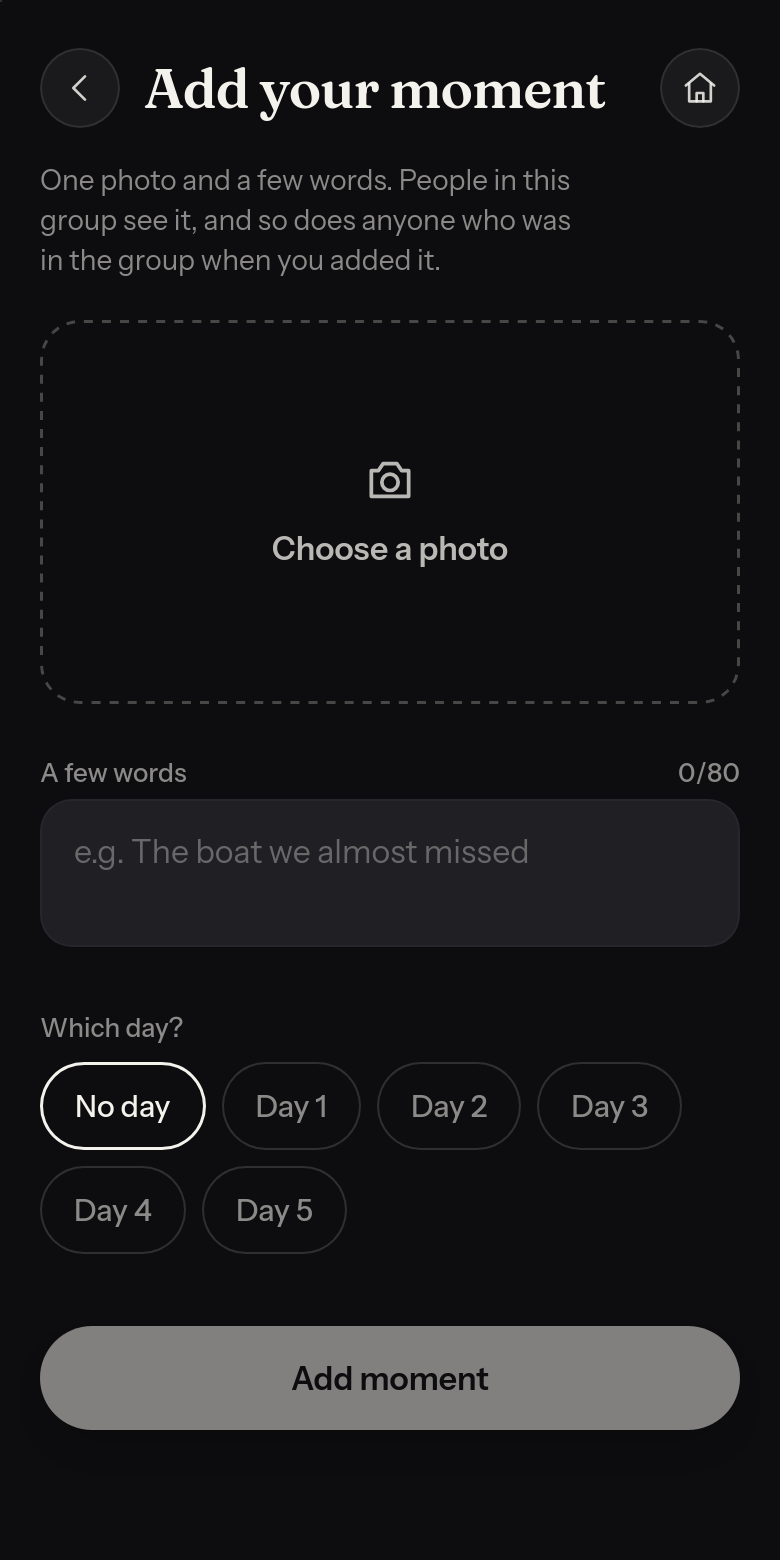 Add your moment
One photo and a few words. People in this
group see it, and so does anyone who was
in the group when you added it.
Choose a photo
A few words 0/80
e.g. The boat we almost missed
Which day?
No day Day 1 Day 2 Day 3
Day 4 Day 5
Add moment